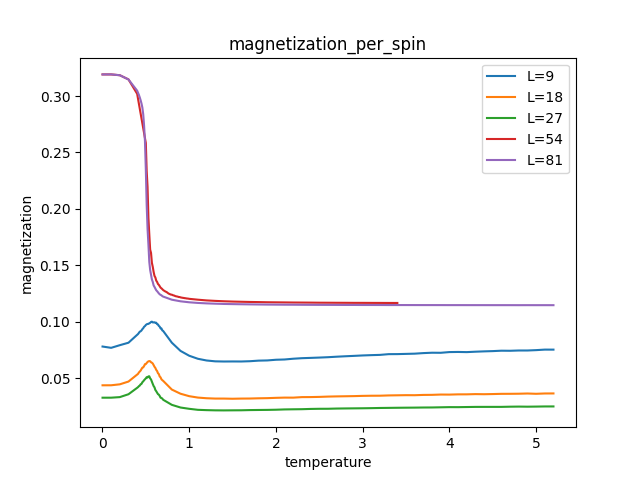 magnetization_per_spin
L=9
L=18
L=27
L=54
L=81
0.30
0.25
0.20
0.15
0.10
0.05
magnetization
0 1 2 3 4 5
temperature